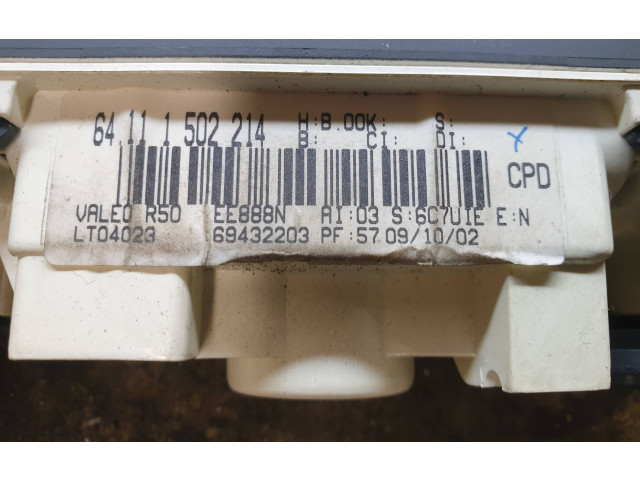 64.11 1 502 214 H:B.00K: S:
B: CI: DI:
CPD
VALEO R50 EE888N AI:03 S:6C7UIE E:N
LT04023 69432203 PF:57 09/10/02